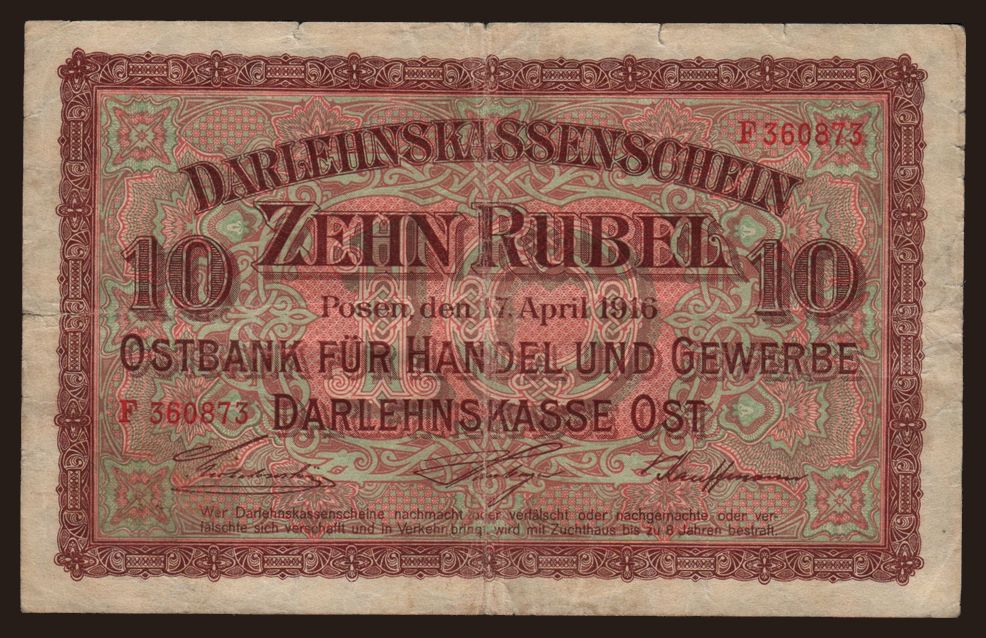 F 360873
DARLEHNSKASSENSCHEIN
ZEHN RUBEL
10 10
Posen, den 17. April 1916
OSTBANK FÜR HANDEL UND GEWERBE
F 360873 DARLEHNSKASSE OST
10
Kauffmann
Wer Darlehnskassenscheine nachmacht oder verfälscht oder nachgemachte oder ver-
fälschte sich verschafft und in Verkehr bringt, wird mit Zuchthaus bis zu 8 Jahren bestraft.